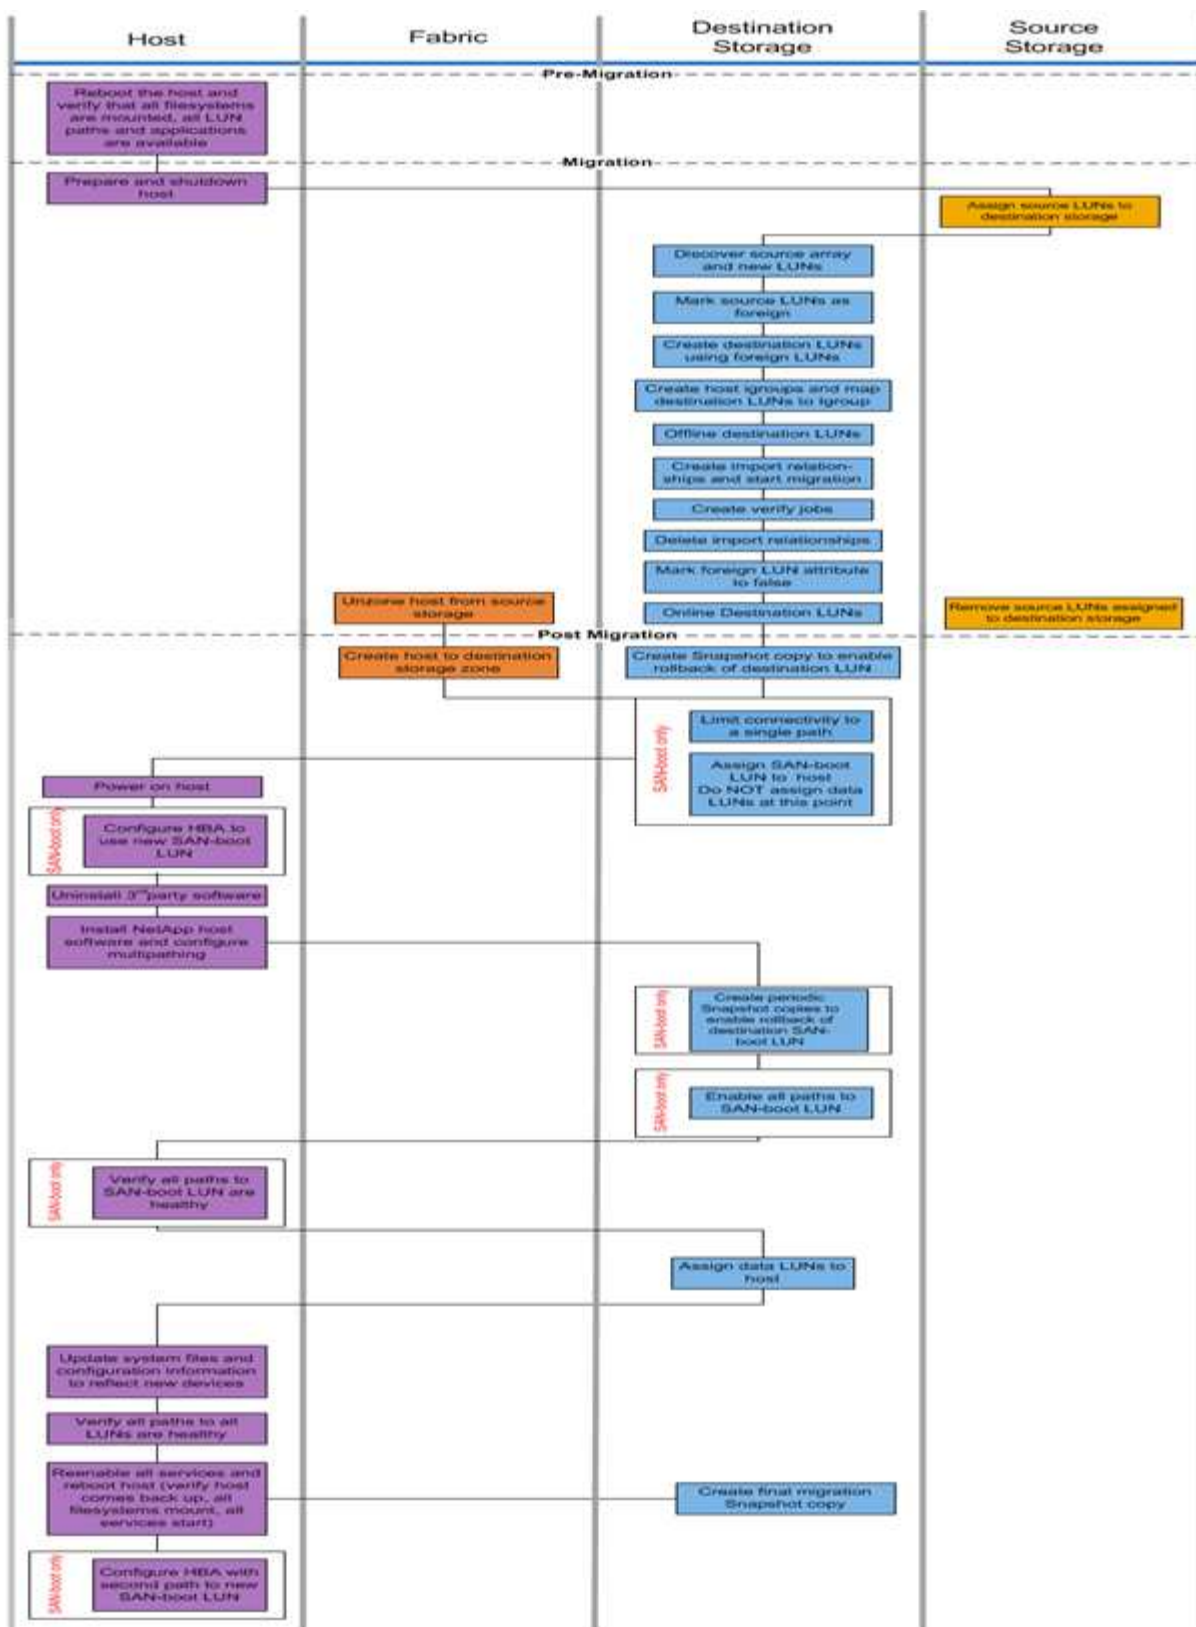 Host
Fabric
Destination
Storage
Source
Storage
Pre-Migration
Reboot the host and
verify that all filesystems
are mounted, all LUN
paths and applications
are available
Migration
Prepare and shutdown
host
Assign source LUNs to
destination storage
Discover source array
and new LUNs
Mark source LUNs as
foreign
Create destination LUNs
using foreign LUNs
Create host igroups and map
destination LUNs to igroup
Offline destination LUNs
Create import relation-
ships and start migration
Create verify jobs
Delete import relationships
Mark foreign LUN attribute
to false
Unzone host from source
storage
Online Destination LUNs
Remove source LUNs assigned
to destination storage
Post Migration
Create host to destination
storage zone
Create Snapshot copy to enable
rollback of destination LUN
SAN-boot only
Limit connectivity to
a single path
Assign SAN-boot
LUN to host
Do NOT assign data
LUNs at this point
Power on host
SAN-boot only
Configure HBA to
use new SAN-boot
LUN
Uninstall 3rd party software
Install NetApp host
software and configure
multipathing
SAN-boot only
Create periodic
Snapshot copies to
enable rollback of
destination SAN-
boot LUN
SAN-boot only
Enable all paths to
SAN-boot LUN
SAN-boot only
Verify all paths to
SAN-boot LUN are
healthy
Assign data LUNs to
host
Update system files and
configuration information
to reflect new devices
Verify all paths to all
LUNs are healthy
Reenable all services and
reboot host (verify host
comes back up, all
filesystems mount, all
services start)
Create final migration
Snapshot copy
SAN-boot only
Configure HBA with
second path to new
SAN-boot LUN